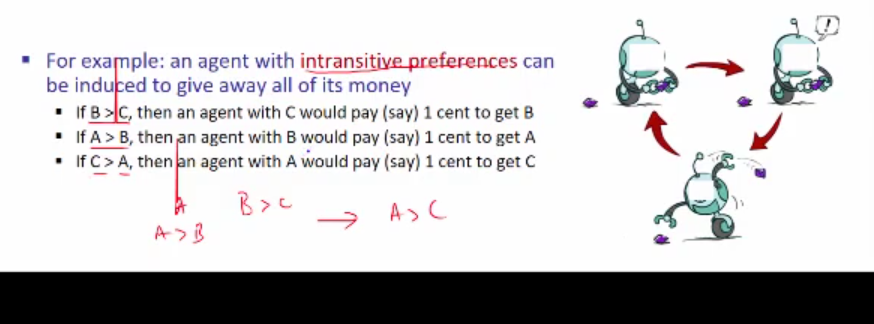 ▪ For example: an agent with intransitive preferences can
be induced to give away all of its money
▪ If B > C, then an agent with C would pay (say) 1 cent to get B
▪ If A > B, then an agent with B would pay (say) 1 cent to get A
▪ If C > A, then an agent with A would pay (say) 1 cent to get C
A
A > B B > C → A > C
!